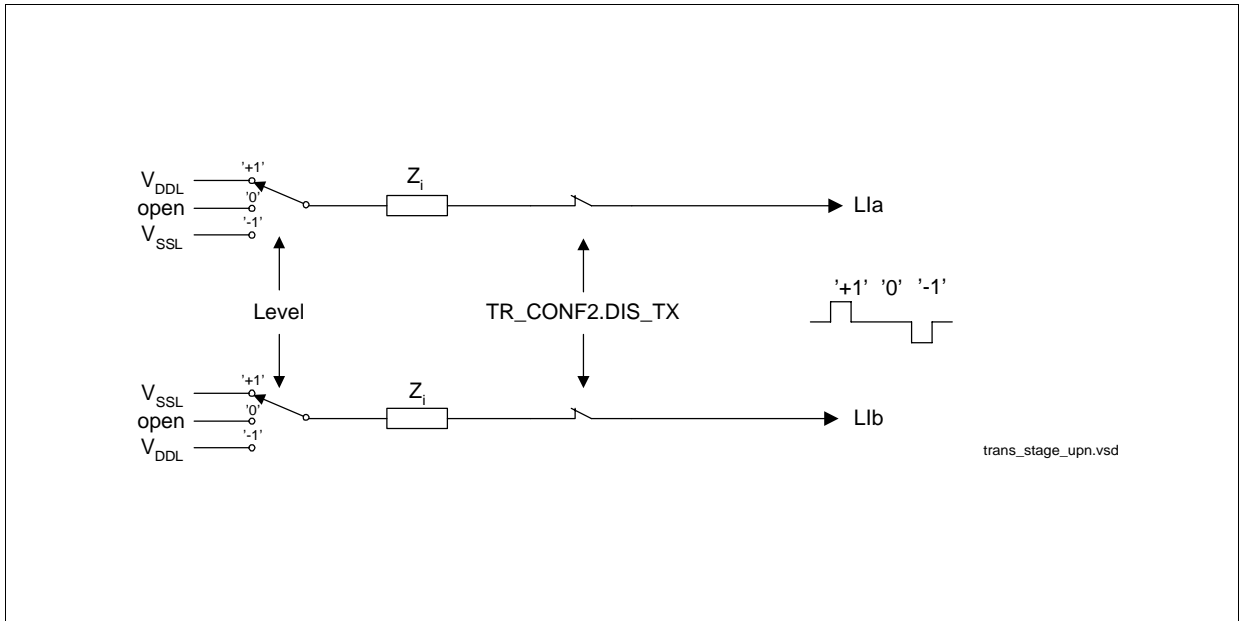 '+1'
V_DDL
Z_i
open
'0'
LIa
V_SSL
'-1'
'+1' '0' '-1'
Level
TR_CONF2.DIS_TX
'+1'
V_SSL
Z_i
open
'0'
LIb
V_DDL
'-1'
trans_stage_upn.vsd